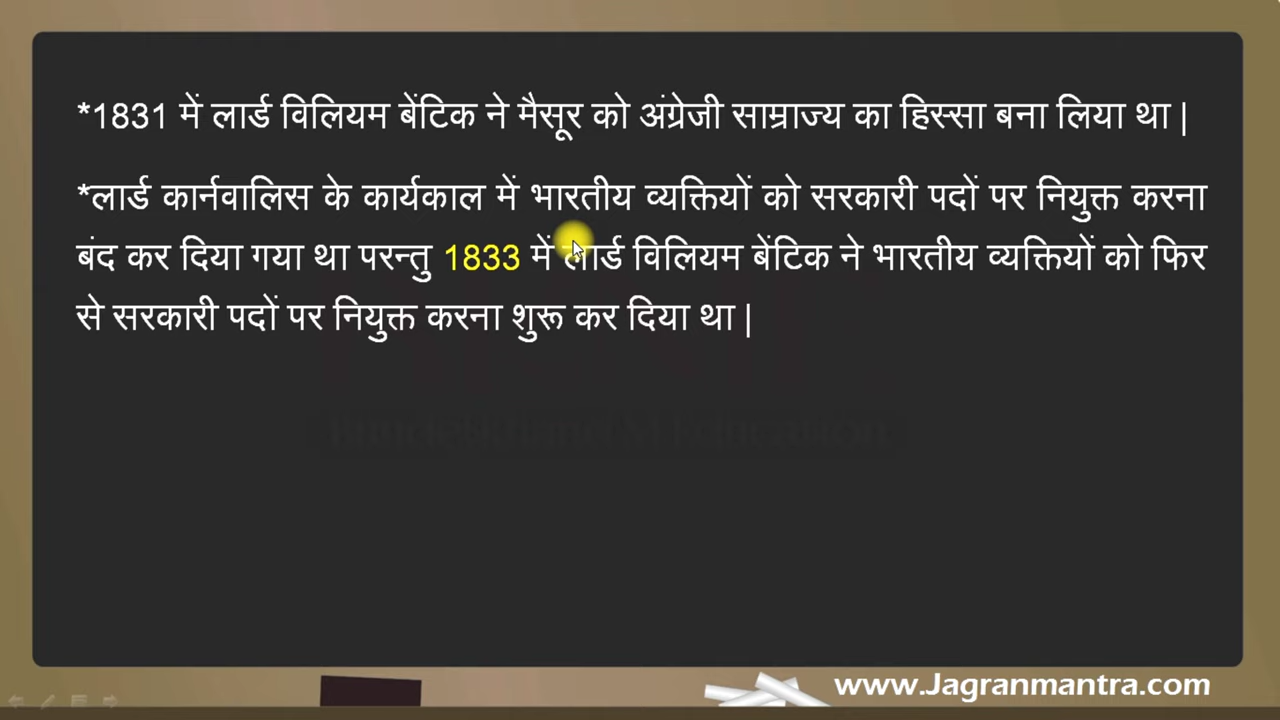 *1831 में लार्ड विलियम बेंटिक ने मैसूर को अंग्रेजी साम्राज्य का हिस्सा बना लिया था |
*लार्ड कार्नवालिस के कार्यकाल में भारतीय व्यक्तियों को सरकारी पदों पर नियुक्त करना
बंद कर दिया गया था परन्तु 1833 में लार्ड विलियम बेंटिक ने भारतीय व्यक्तियों को फिर
से सरकारी पदों पर नियुक्त करना शुरू कर दिया था |
www.Jagranmantra.com